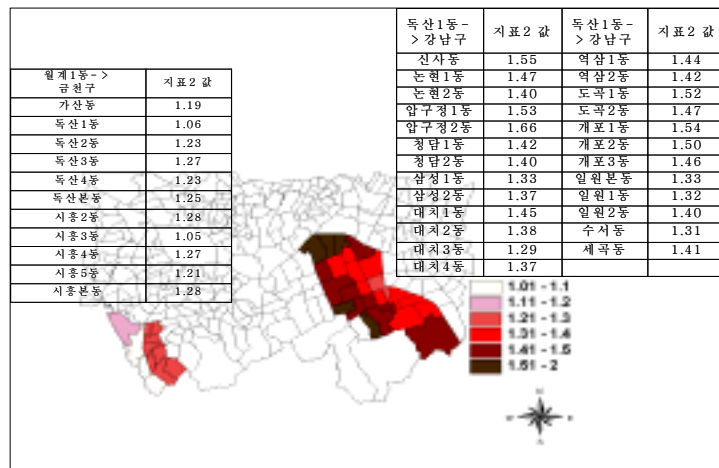 월계1동->
금천구 지표2 값
가산동 1.19
독산1동 1.06
독산2동 1.23
독산3동 1.27
독산4동 1.23
독산본동 1.25
시흥2동 1.28
시흥3동 1.05
시흥4동 1.27
시흥5동 1.21
시흥본동 1.28
독산1동-
>강남구 지표2 값 독산1동-
>강남구 지표2 값
신사동 1.55 역삼1동 1.44
논현1동 1.47 역삼2동 1.42
논현2동 1.40 도곡1동 1.52
압구정1동 1.53 도곡2동 1.47
압구정2동 1.66 개포1동 1.54
청담1동 1.42 개포2동 1.50
청담2동 1.40 개포3동 1.46
삼성1동 1.33 일원본동 1.33
삼성2동 1.37 일원1동 1.32
대치1동 1.45 일원2동 1.40
대치2동 1.38 수서동 1.31
대치3동 1.29 세곡동 1.41
대치4동 1.37
1.01 - 1.1
1.11 - 1.2
1.21 - 1.3
1.31 - 1.4
1.41 - 1.5
1.51 - 2